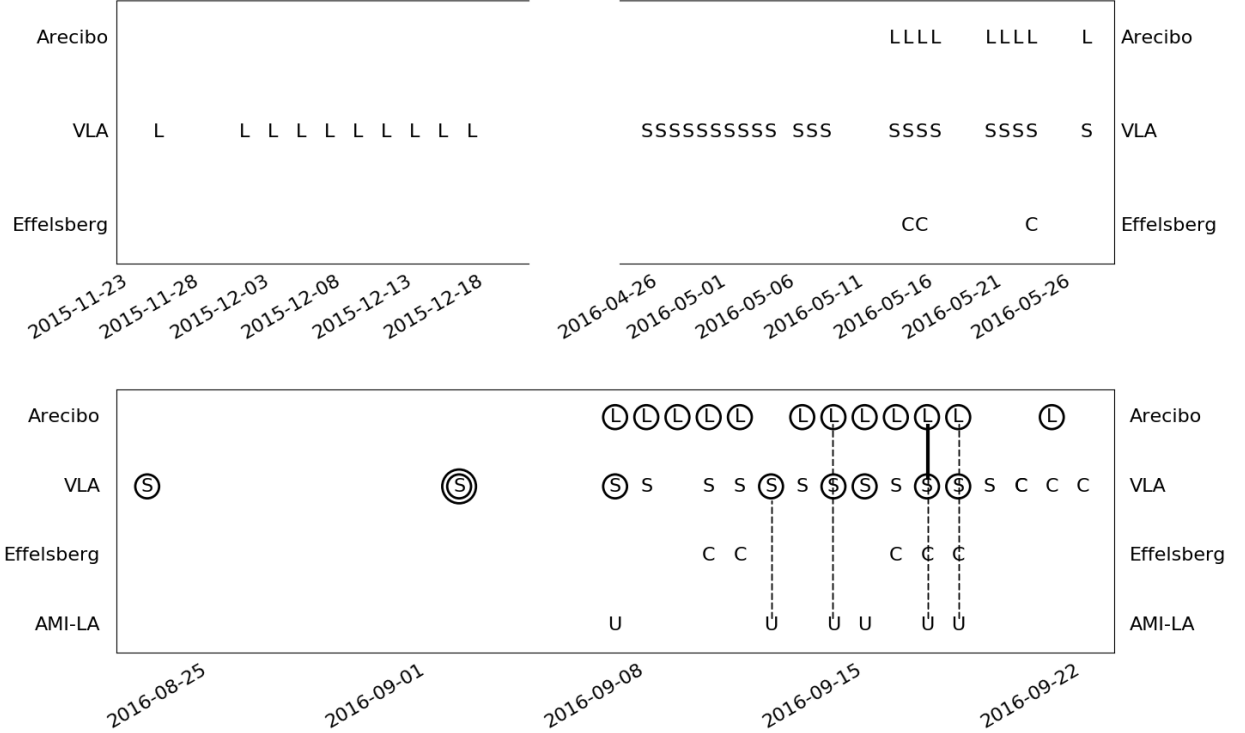 Arecibo LLLL LLLL L Arecibo
VLA L L L L L L L L L L SSSSSSSSSS SSS SSSS SSSS S VLA
Effelsberg CC C Effelsberg
2015-11-23 2015-11-28 2015-12-03 2015-12-08 2015-12-13 2015-12-18 2016-04-26 2016-05-01 2016-05-06 2016-05-11 2016-05-16 2016-05-21 2016-05-26
Arecibo L L L L L L L L L L L L Arecibo
VLA S S S S S S S S S S S S S S S C C C VLA
Effelsberg C C C C C Effelsberg
AMI-LA U U U U U U AMI-LA
2016-08-25 2016-09-01 2016-09-08 2016-09-15 2016-09-22